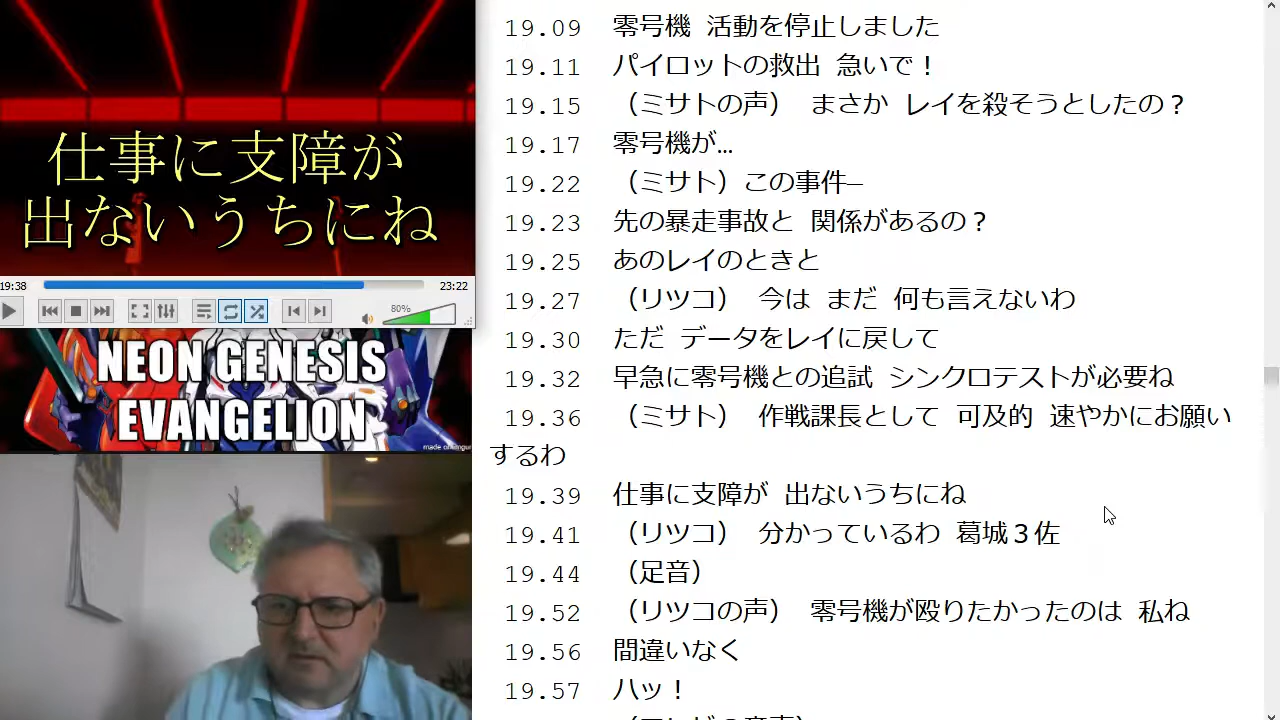 仕事に支障が
出ないうちにね
19:38
23:22
80%
NEON GENESIS
EVANGELION
19.09 零号機 活動を停止しました
19.11 パイロットの救出 急いで！
19.15 （ミサトの声） まさか レイを殺そうとしたの？
19.17 零号機が…
19.22 （ミサト）この事件─
19.23 先の暴走事故と 関係があるの？
19.25 あのレイのときと
19.27 （リツコ） 今は まだ 何も言えないわ
19.30 ただ データをレイに戻して
19.32 早急に零号機との追試 シンクロテストが必要ね
19.36 （ミサト） 作戦課長として 可及的 速やかにお願い
するわ
19.39 仕事に支障が 出ないうちにね
19.41 （リツコ） 分かっているわ 葛城３佐
19.44 （足音）
19.52 （リツコの声） 零号機が殴りたかったのは 私ね
19.56 間違いなく
19.57 ハッ！